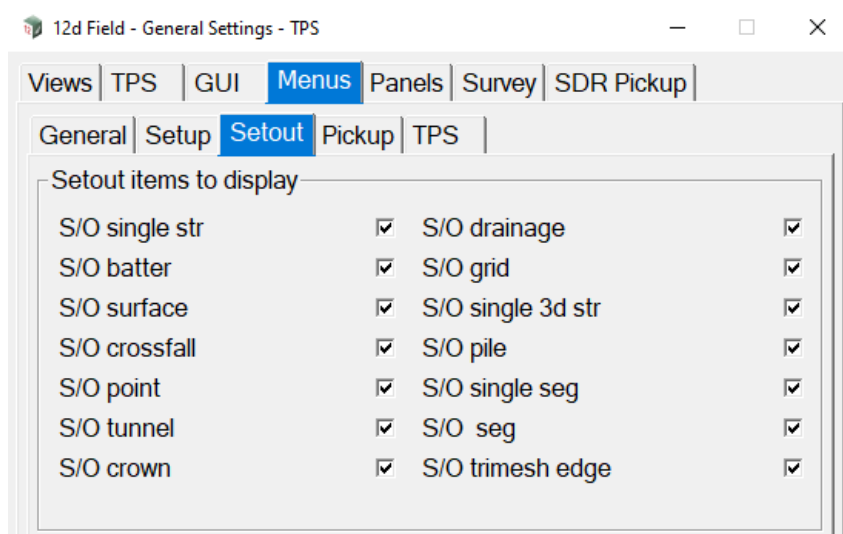 12d Field - General Settings - TPS
Views TPS GUI Menus Panels Survey SDR Pickup
General Setup Setout Pickup TPS
Setout items to display
S/O single str S/O drainage
S/O batter S/O grid
S/O surface S/O single 3d str
S/O crossfall S/O pile
S/O point S/O single seg
S/O tunnel S/O  seg
S/O crown S/O trimesh edge